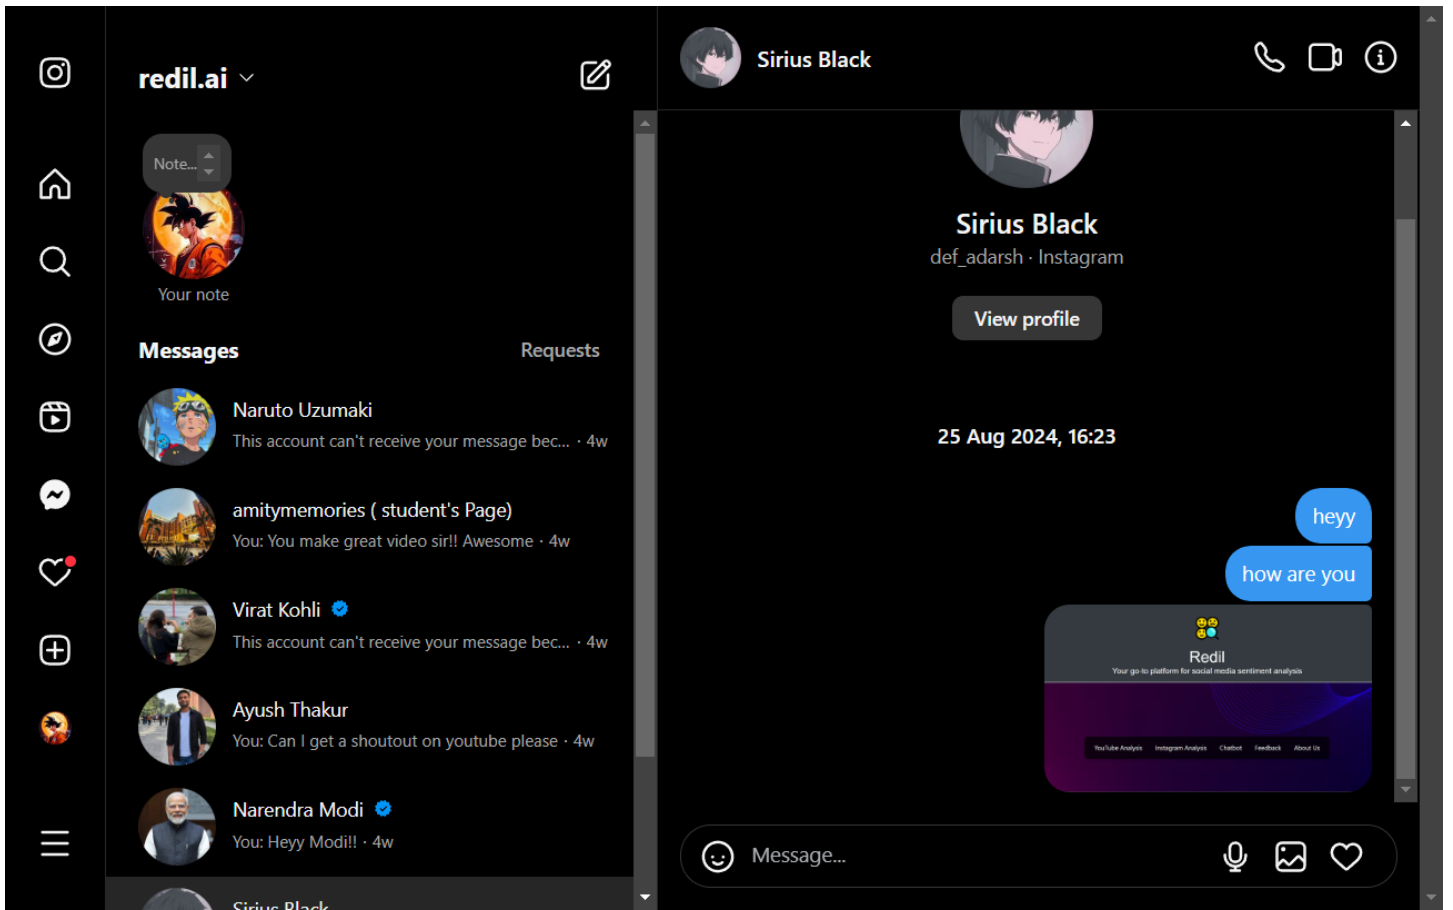 redil.ai
Note...
Your note
Messages
Requests
Naruto Uzumaki
This account can't receive your message bec... · 4w
amitymemories ( student's Page)
You: You make great video sir!! Awesome · 4w
Virat Kohli
This account can't receive your message bec... · 4w
Ayush Thakur
You: Can I get a shoutout on youtube please · 4w
Narendra Modi
You: Heyy Modi!! · 4w
Sirius Black
Sirius Black
Sirius Black
def_adarsh · Instagram
View profile
25 Aug 2024, 16:23
heyy
how are you
Redil
Your go-to platform for social media sentiment analysis
YouTube Analysis Instagram Analysis Chatbot Feedback About Us
Message...